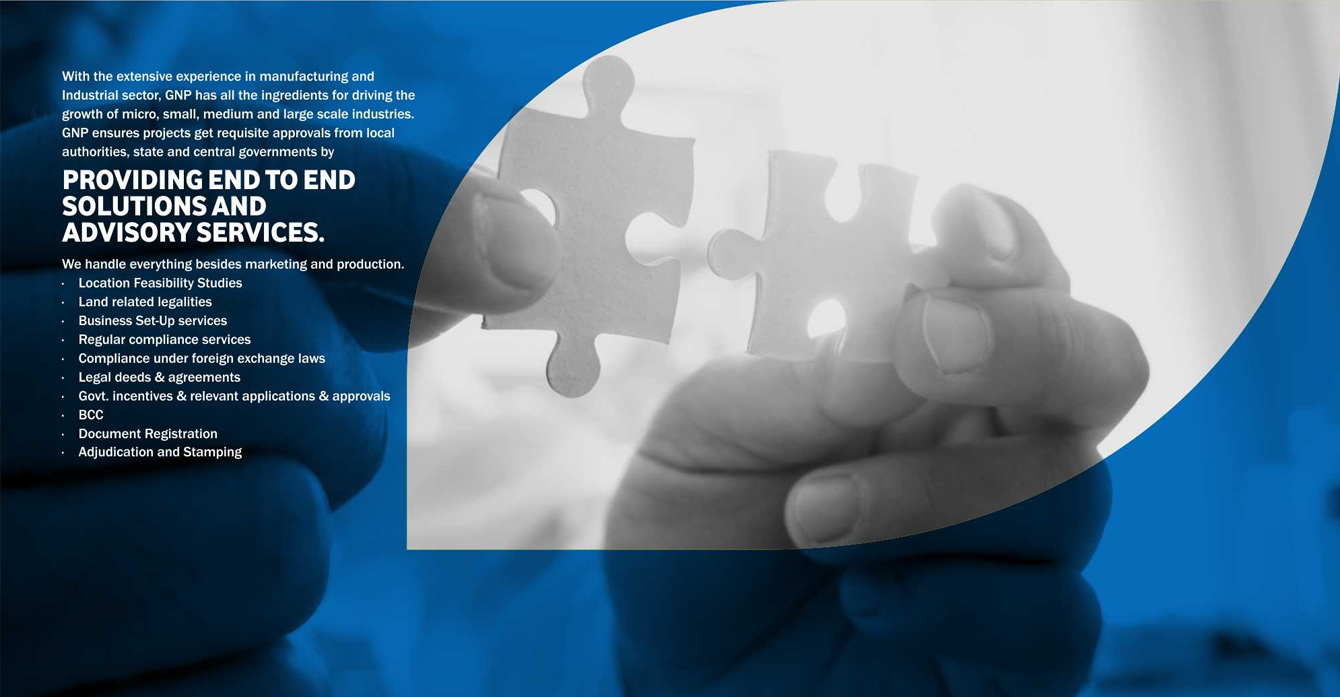 With the extensive experience in manufacturing and
Industrial sector, GNP has all the ingredients for driving the
growth of micro, small, medium and large scale industries.
GNP ensures projects get requisite approvals from local
authorities, state and central governments by
PROVIDING END TO END
SOLUTIONS AND
ADVISORY SERVICES.
We handle everything besides marketing and production.
· Location Feasibility Studies
· Land related legalities
· Business Set-Up services
· Regular compliance services
· Compliance under foreign exchange laws
· Legal deeds & agreements
· Govt. incentives & relevant applications & approvals
· BCC
· Document Registration
· Adjudication and Stamping